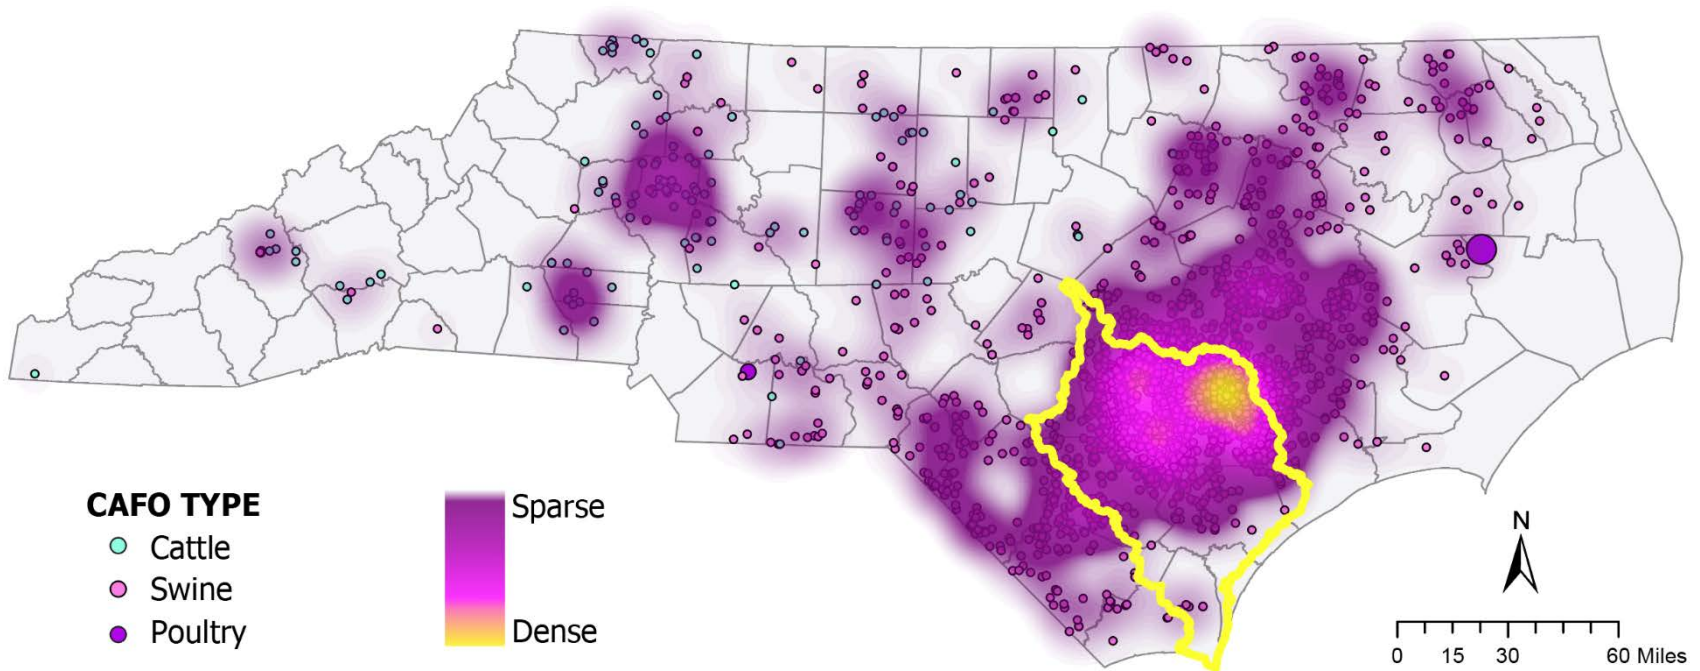 CAFO TYPE
Cattle
Swine
Poultry
Sparse
Dense
N
0 15 30 60 Miles